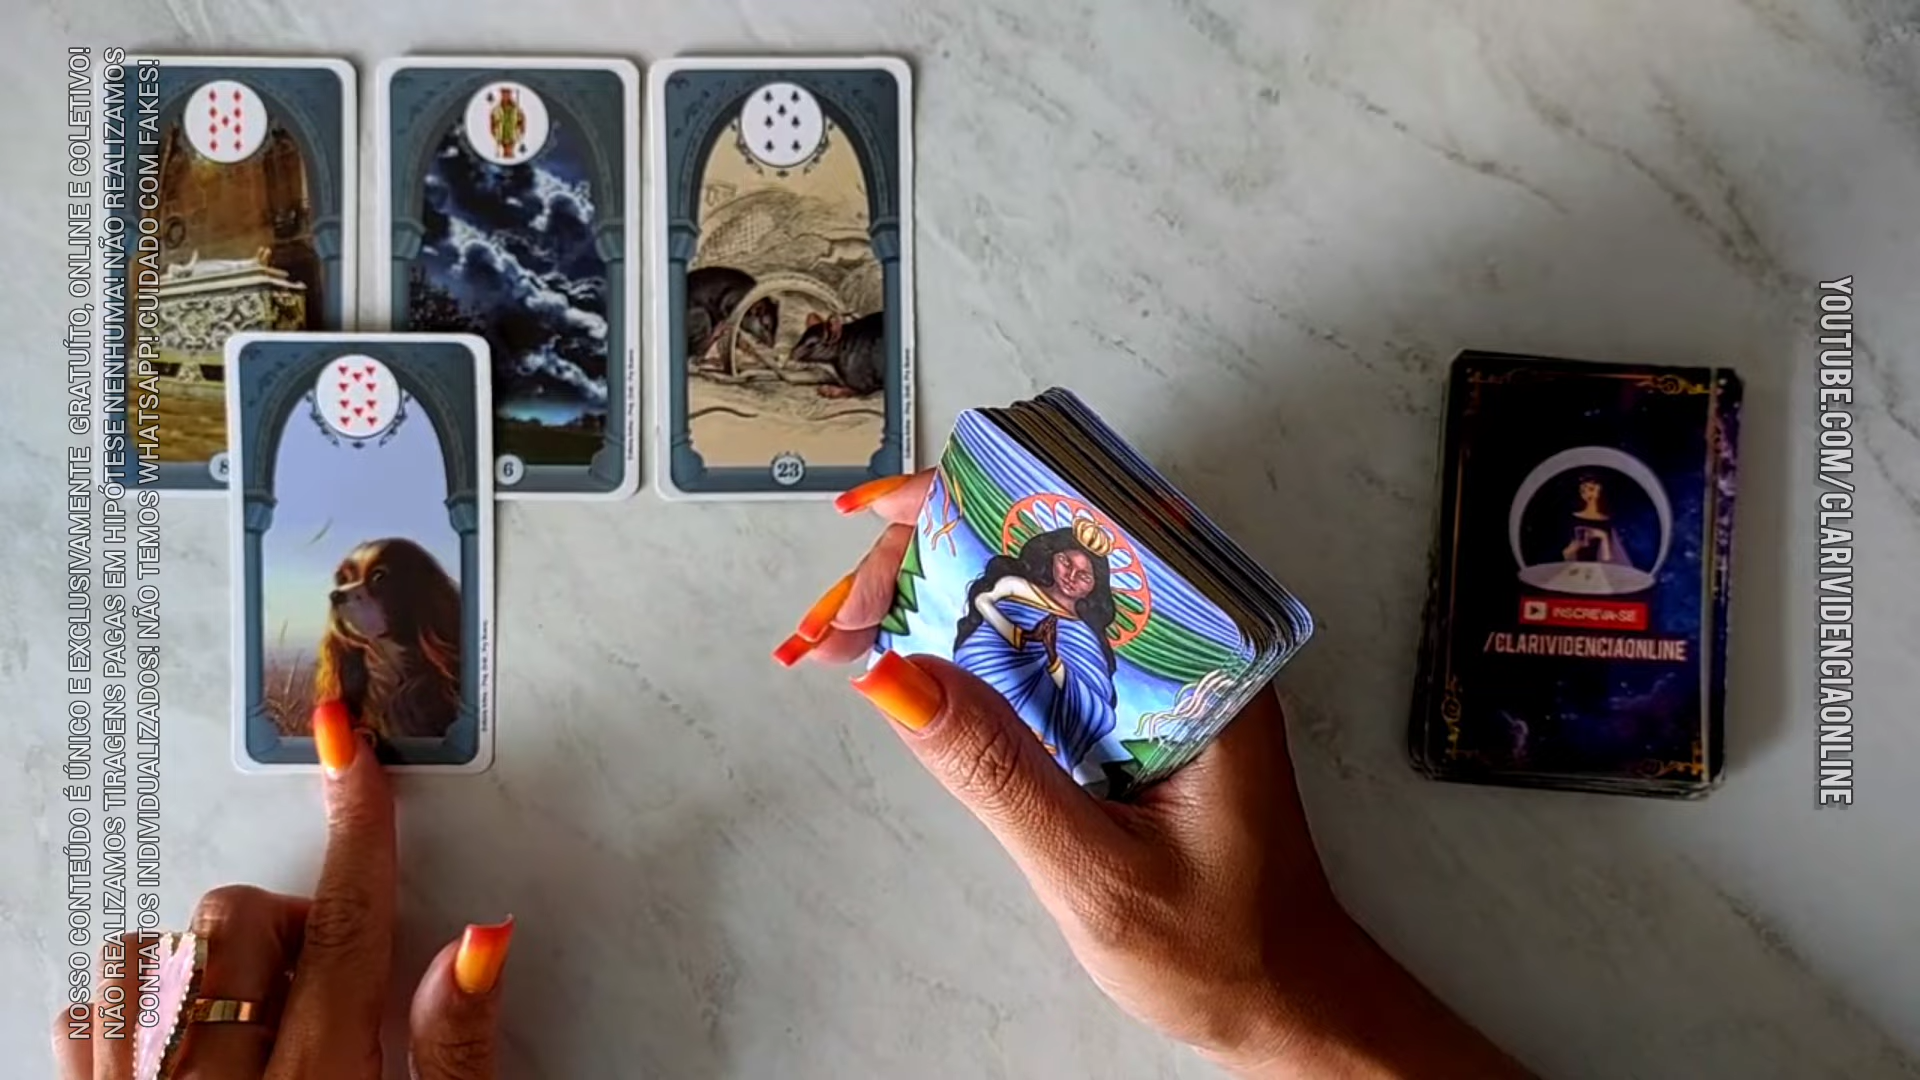 NOSSO CONTEÚDO É ÚNICO E EXCLUSIVAMENTE GRATUÍTO, ONLINE E COLETIVO!
NÃO REALIZAMOS TIRAGENS PAGAS EM HIPÓTESE NENHUMA! NÃO REALIZAMOS
CONTATOS INDIVIDUALIZADOS! NÃO TEMOS WHATSAPP! CUIDADO COM FAKES!
8
6
23
INSCREVA-SE
/CLARIVIDENCIAONLINE
YOUTUBE.COM/CLARIVIDENCIAONLINE